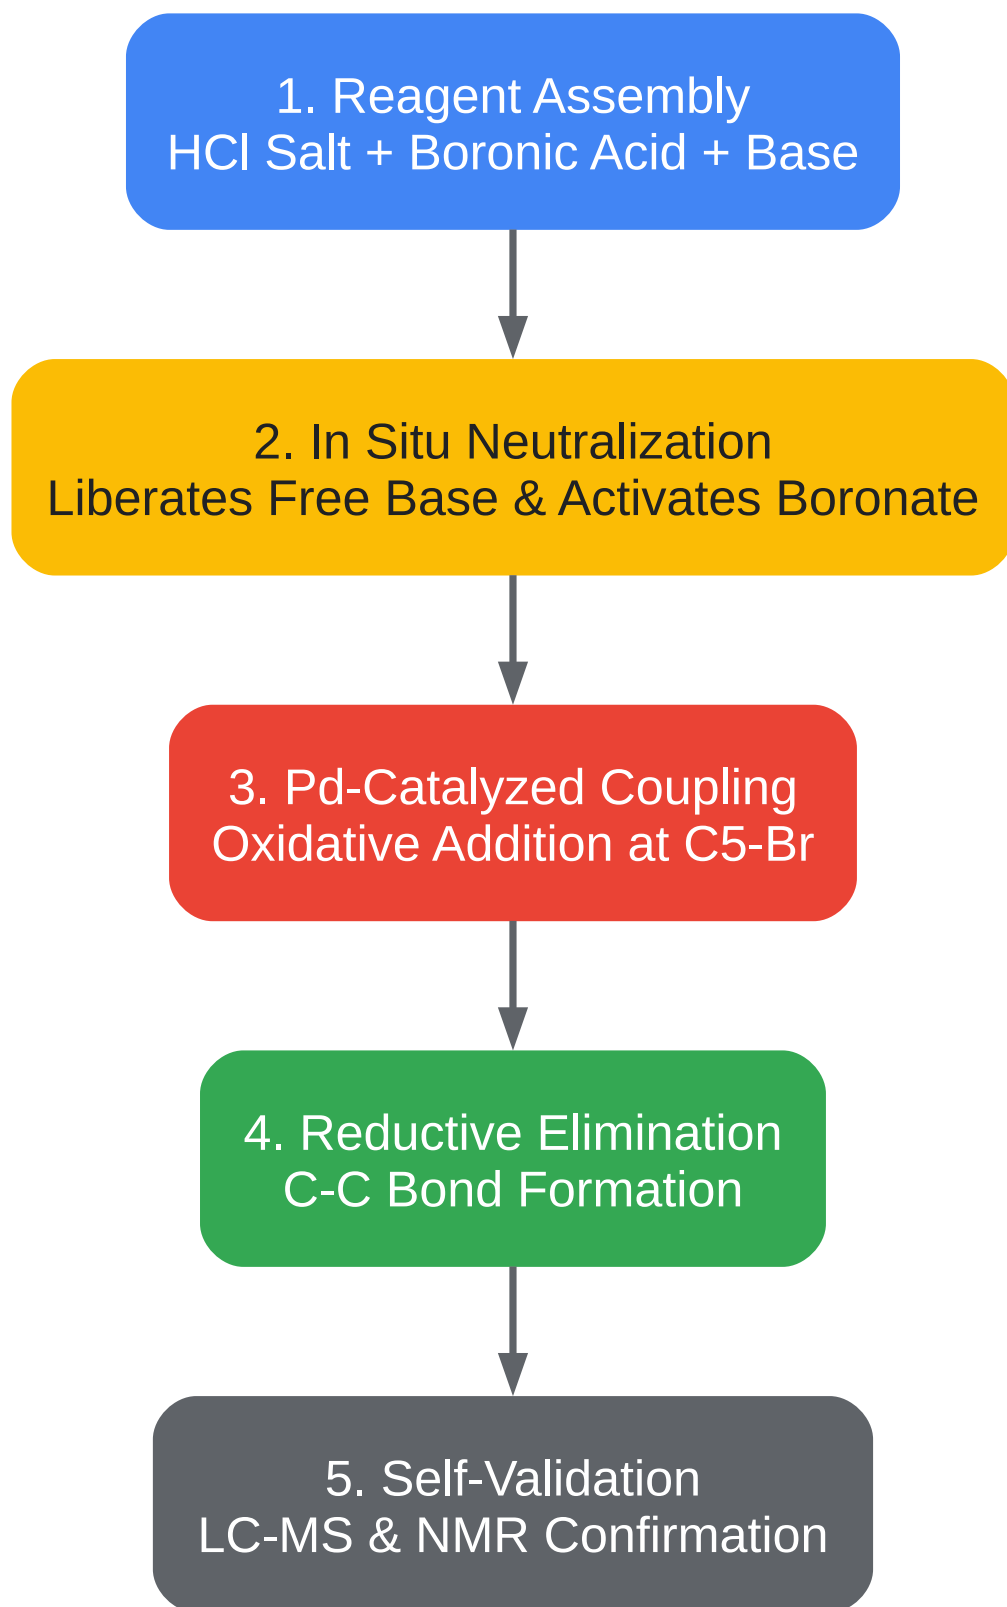 1. Reagent Assembly
HCl Salt + Boronic Acid + Base
2. In Situ Neutralization
Liberates Free Base & Activates Boronate
3. Pd-Catalyzed Coupling
Oxidative Addition at C5-Br
4. Reductive Elimination
C-C Bond Formation
5. Self-Validation
LC-MS & NMR Confirmation